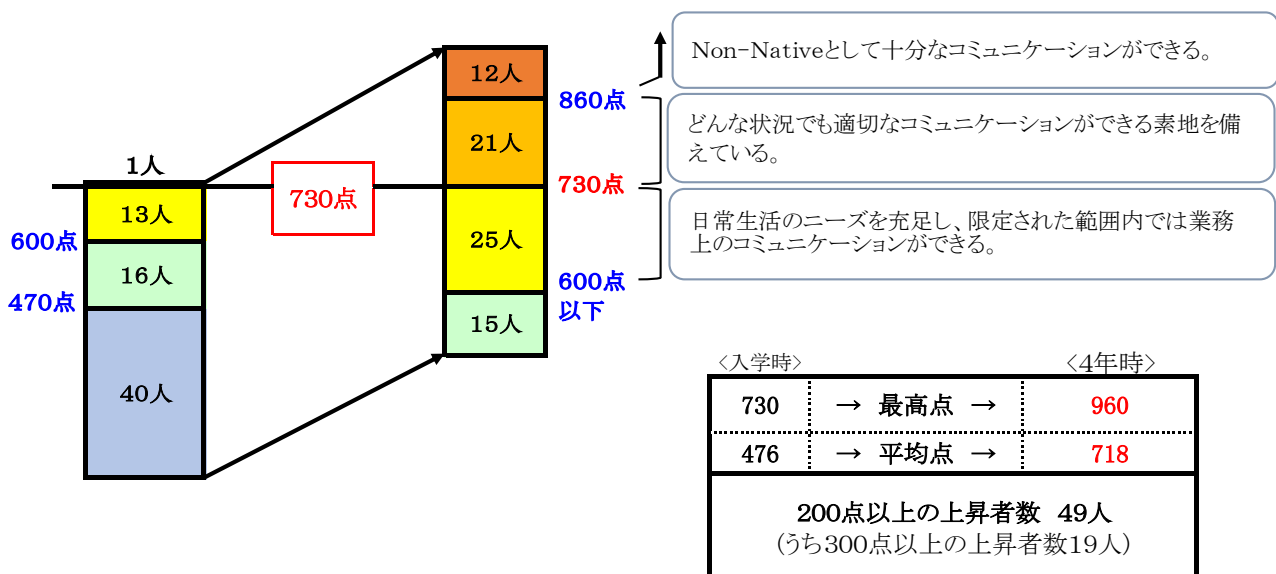 1人
13人
600点
16人
470点
40人
730点
12人
860点
21人
730点
25人
600点
以下
15人
Non-Nativeとして十分なコミュニケーションができる。
どんな状況でも適切なコミュニケーションができる素地を備
えている。
日常生活のニーズを充足し、限定された範囲内では業務
上のコミュニケーションができる。
<入学時> <4年時>
730 → 最高点 → 960
476 → 平均点 → 718
200点以上の上昇者数 49人
(うち300点以上の上昇者数19人)